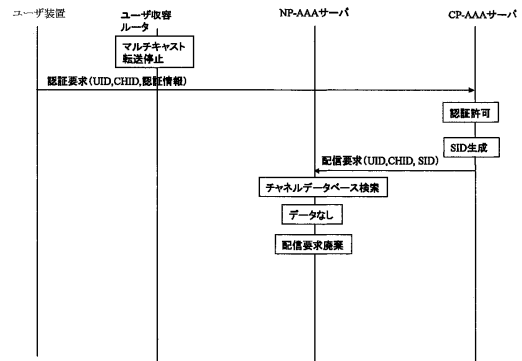 ユーザ装置
ユーザ収容
ルータ
NP-AAAサーバ
CP-AAAサーバ
マルチキャスト
転送停止
認証要求(UID,CHID,認証情報)
認証許可
SID生成
配信要求(UID,CHID, SID)
チャネルデータベース検索
データなし
配信要求廃棄